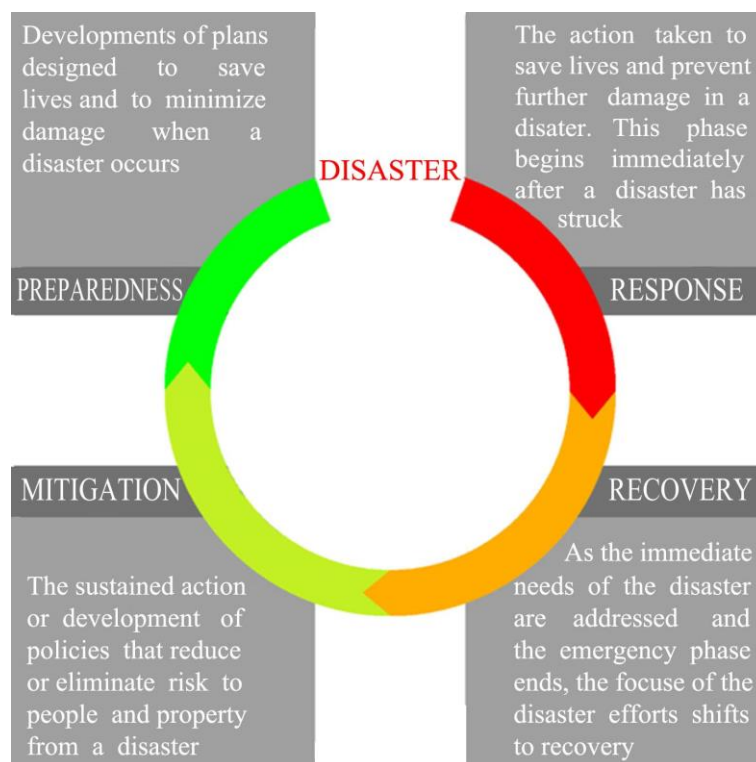 Developments of plans
designed to save
lives and to minimize
damage when a
disaster occurs
PREPAREDNESS
DISASTER
The action taken to
save lives and prevent
further damage in a
disater. This phase
begins immediately
after a disaster has
struck
RESPONSE
MITIGATION
The sustained action
or development of
policies that reduce
or eliminate risk to
people and property
from a disaster
RECOVERY
As the immediate
needs of the disaster
are addressed and
the emergency phase
ends, the focuse of the
disaster efforts shifts
to recovery